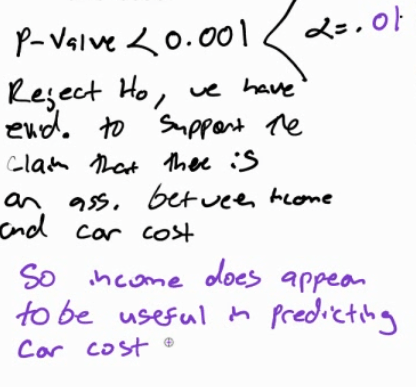 P-Value < 0.001 < α = .01
Reject Ho, we have
evid. to support the
claim that there is
an ass. between income
and car cost
So income does appear
to be useful in predicting
car cost